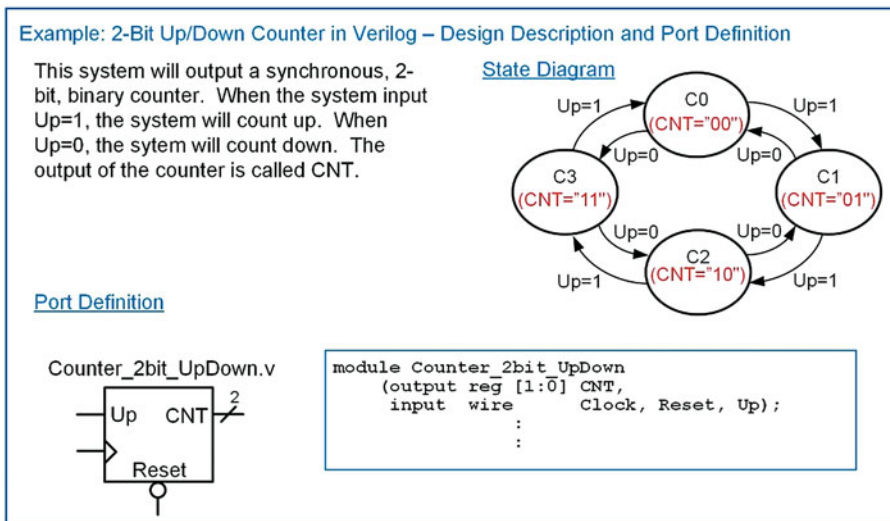 Example: 2-Bit Up/Down Counter in Verilog – Design Description and Port Definition
This system will output a synchronous, 2-
bit, binary counter. When the system input
Up=1, the system will count up. When
Up=0, the sytem will count down. The
output of the counter is called CNT.
State Diagram
C0
(CNT="00")
Up=1
Up=1
Up=0
Up=0
C3
(CNT="11")
C1
(CNT="01")
Up=0
Up=0
C2
(CNT="10")
Up=1
Up=1
Port Definition
Counter_2bit_UpDown.v
Up
CNT
2
Reset
module Counter_2bit_UpDown
(output reg [1:0] CNT,
input wire Clock, Reset, Up);
:
: